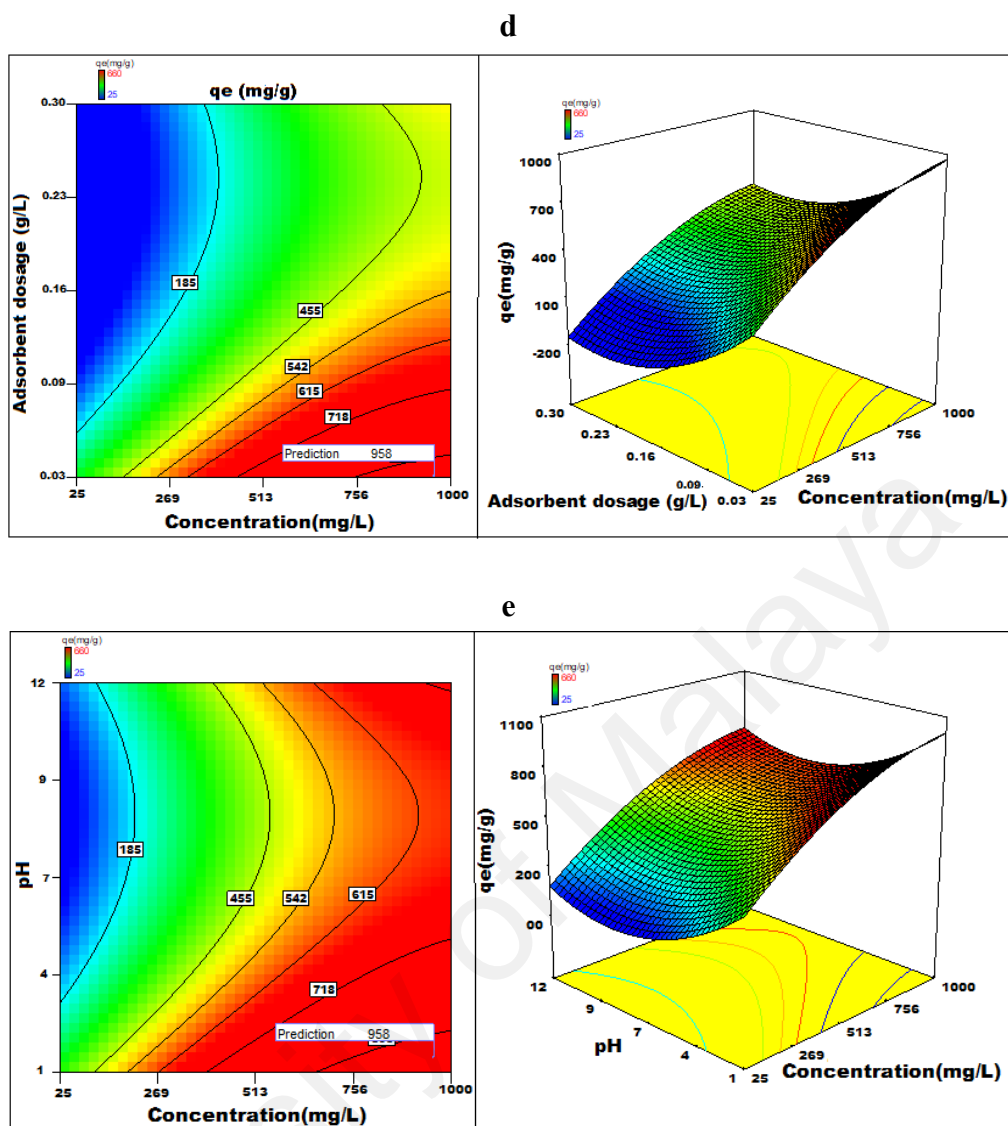 d
qe(mg/g)
660
25
qe (mg/g)
0.30
0.23
0.16
0.09
0.03
Adsorbent dosage (g/L)
185
455
542
615
718
Prediction 958
25 269 513 756 1000
Concentration(mg/L)
qe(mg/g)
660
25
1000
700
400
100
-200
qe(mg/g)
0.30
0.23
0.16
0.09
0.03
Adsorbent dosage (g/L)
25
269
513
756
1000
Concentration(mg/L)
e
qe(mg/g)
660
25
12
9
7
4
1
pH
185
455
542
615
718
Prediction 958
25 269 513 756 1000
Concentration(mg/L)
qe(mg/g)
660
25
1100
800
500
200
00
qe(mg/g)
12
9
7
4
1
pH
25
269
513
756
1000
Concentration(mg/L)
sity of Malaya